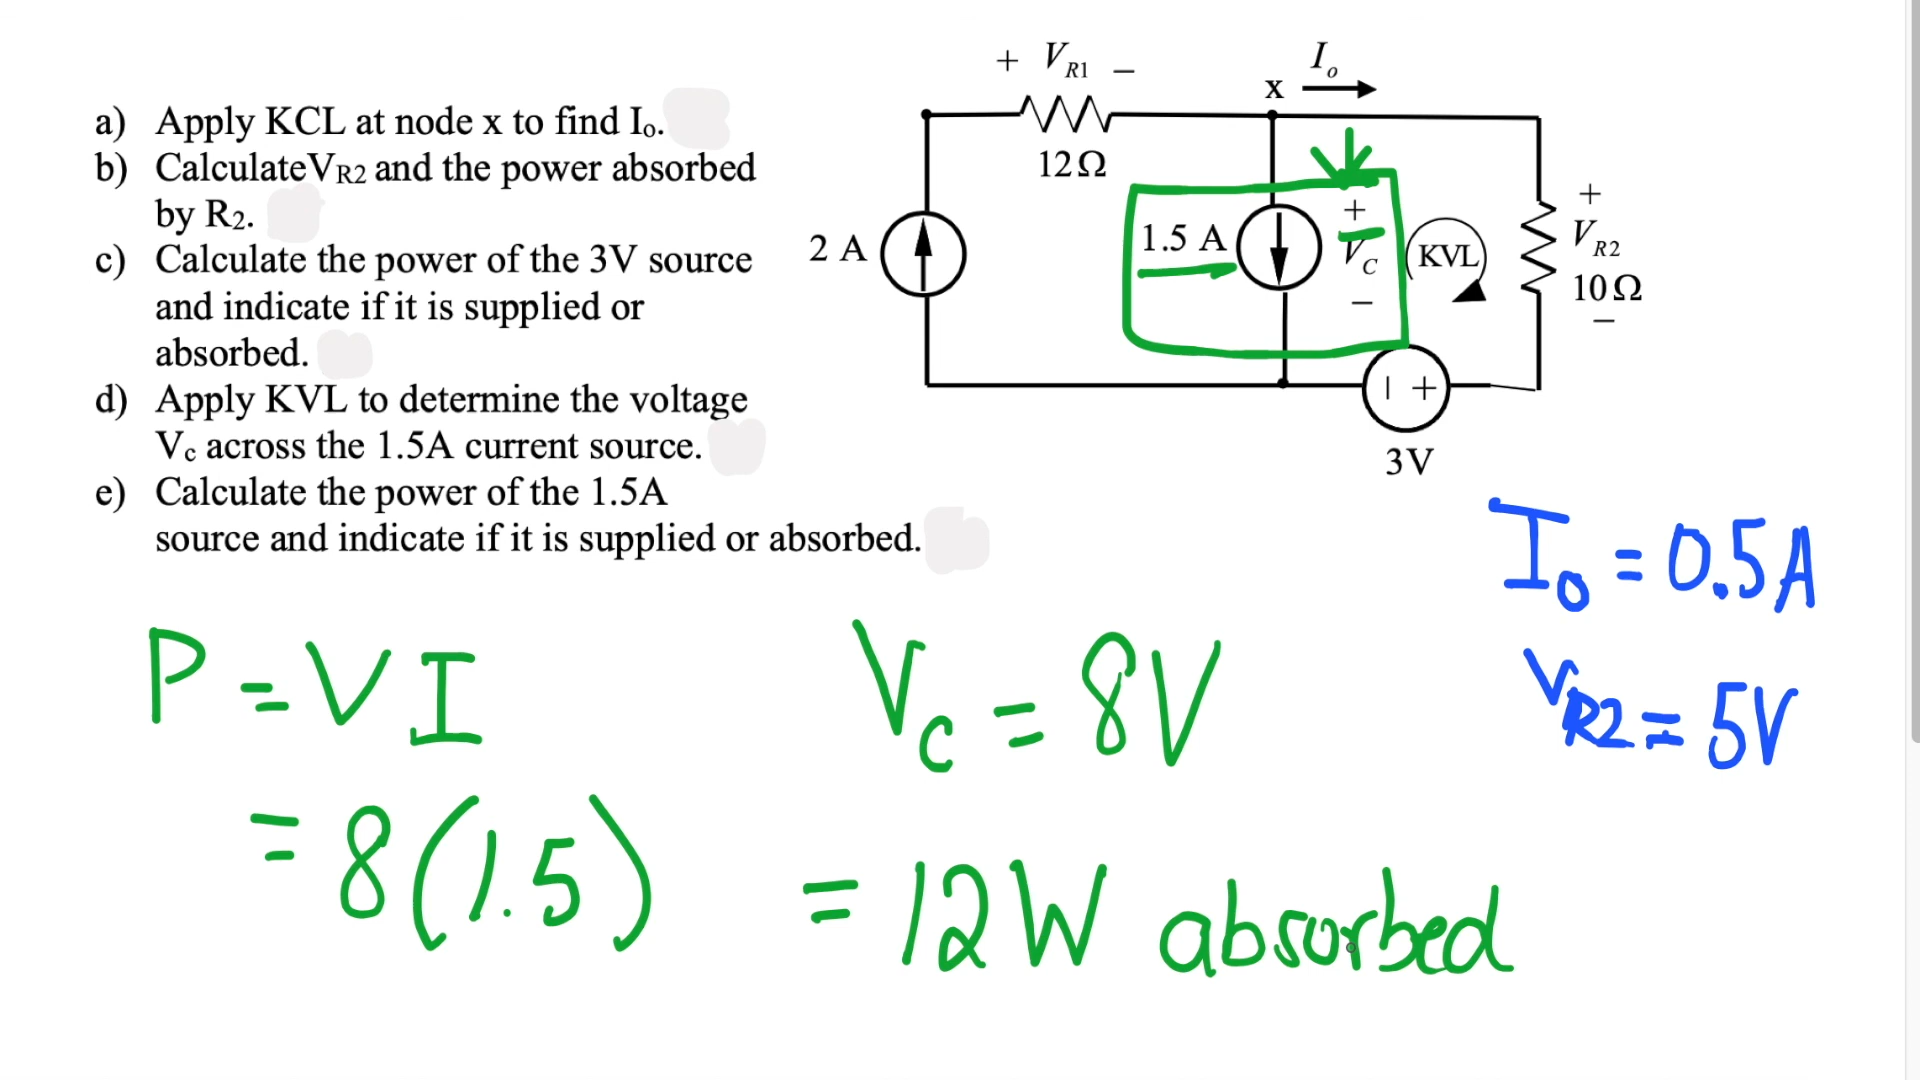 a) Apply KCL at node x to find Io.
b) CalculateVR2 and the power absorbed
by R2.
c) Calculate the power of the 3V source
and indicate if it is supplied or
absorbed.
d) Apply KVL to determine the voltage
Vc across the 1.5A current source.
e) Calculate the power of the 1.5A
source and indicate if it is supplied or absorbed.
+ VR1 −
12Ω
x
Io
2 A
1.5 A
+
VC
−
KVL
+
VR2
10Ω
−
− +
3V
Io = 0.5A
VR2 = 5V
P = VI
Vc = 8V
= 8(1.5)
= 12W absorbed